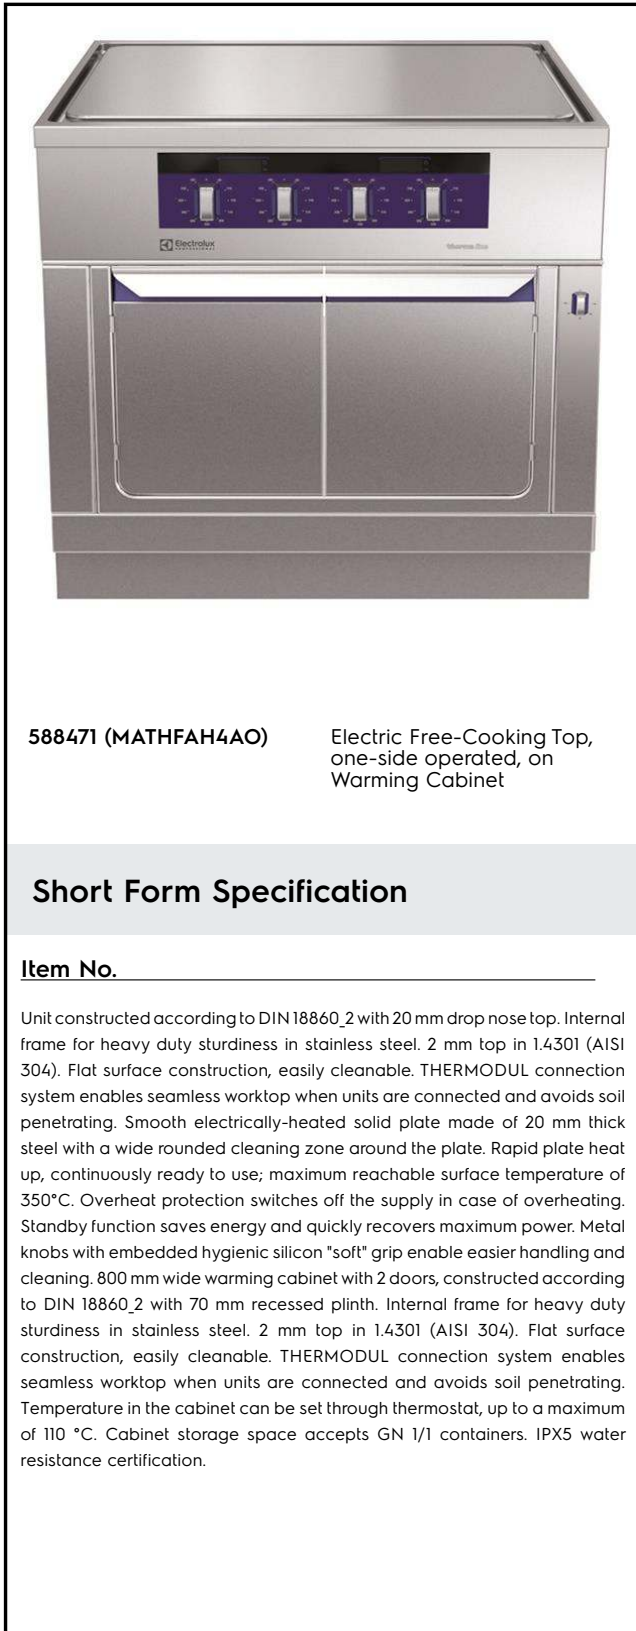 Electrolux
PROFESSIONAL
thermaline
588471 (MATHFAH4AO)
Electric Free-Cooking Top,
one-side operated, on
Warming Cabinet
Short Form Specification
Item No.
Unit constructed according to DIN 18860_2 with 20 mm drop nose top. Internal
frame for heavy duty sturdiness in stainless steel. 2 mm top in 1.4301 (AISI
304). Flat surface construction, easily cleanable. THERMODUL connection
system enables seamless worktop when units are connected and avoids soil
penetrating. Smooth electrically-heated solid plate made of 20 mm thick
steel with a wide rounded cleaning zone around the plate. Rapid plate heat
up, continuously ready to use; maximum reachable surface temperature of
350°C. Overheat protection switches off the supply in case of overheating.
Standby function saves energy and quickly recovers maximum power. Metal
knobs with embedded hygienic silicon "soft" grip enable easier handling and
cleaning. 800 mm wide warming cabinet with 2 doors, constructed according
to DIN 18860_2 with 70 mm recessed plinth. Internal frame for heavy duty
sturdiness in stainless steel. 2 mm top in 1.4301 (AISI 304). Flat surface
construction, easily cleanable. THERMODUL connection system enables
seamless worktop when units are connected and avoids soil penetrating.
Temperature in the cabinet can be set through thermostat, up to a maximum
of 110 °C. Cabinet storage space accepts GN 1/1 containers. IPX5 water
resistance certification.